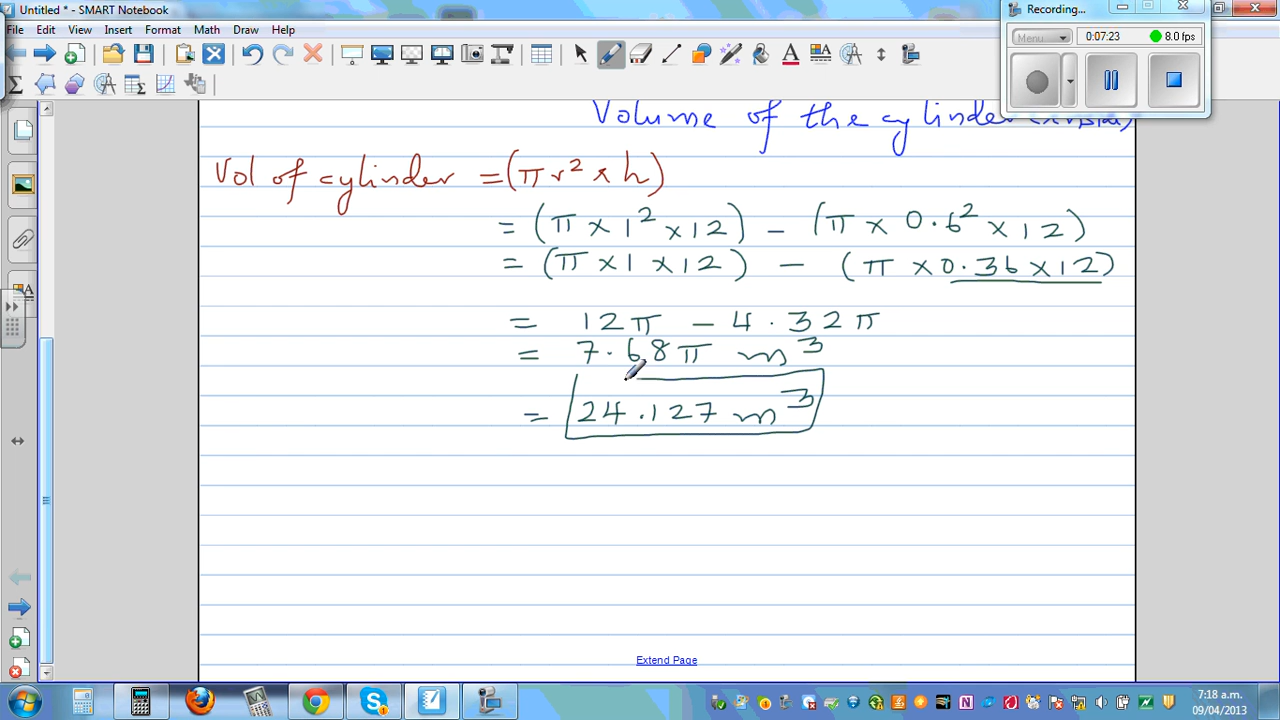 Untitled * - SMART Notebook
Recording...
File Edit View Insert Format Math Draw Help
Menu 0:07:23 8.0 fps
Volume of the cylinder
Vol of cylinder = (π r² × h)
= (π × 1² × 12) − (π × 0.6² × 12)
= (π × 1 × 12) − (π × 0.36 × 12)
= 12π − 4.32π
= 7.68π m³
= 24.127 m³
Extend Page
7:18 a.m.
09/04/2013